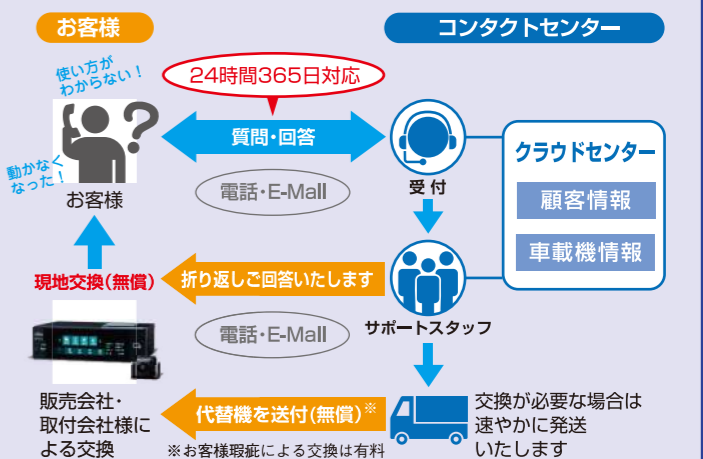 お客様
コンタクトセンター
使い方が
わからない！
24時間365日対応
動かなく
なった！
お客様
質問・回答
電話・E-Mall
受付
クラウドセンター
顧客情報
車載機情報
現地交換(無償)
折り返しご回答いたします
電話・E-Mall
サポートスタッフ
販売会社・
取付会社様に
よる交換
代替機を送付(無償)※
※お客様瑕疵による交換は有料
交換が必要な場合は
速やかに発送
いたします